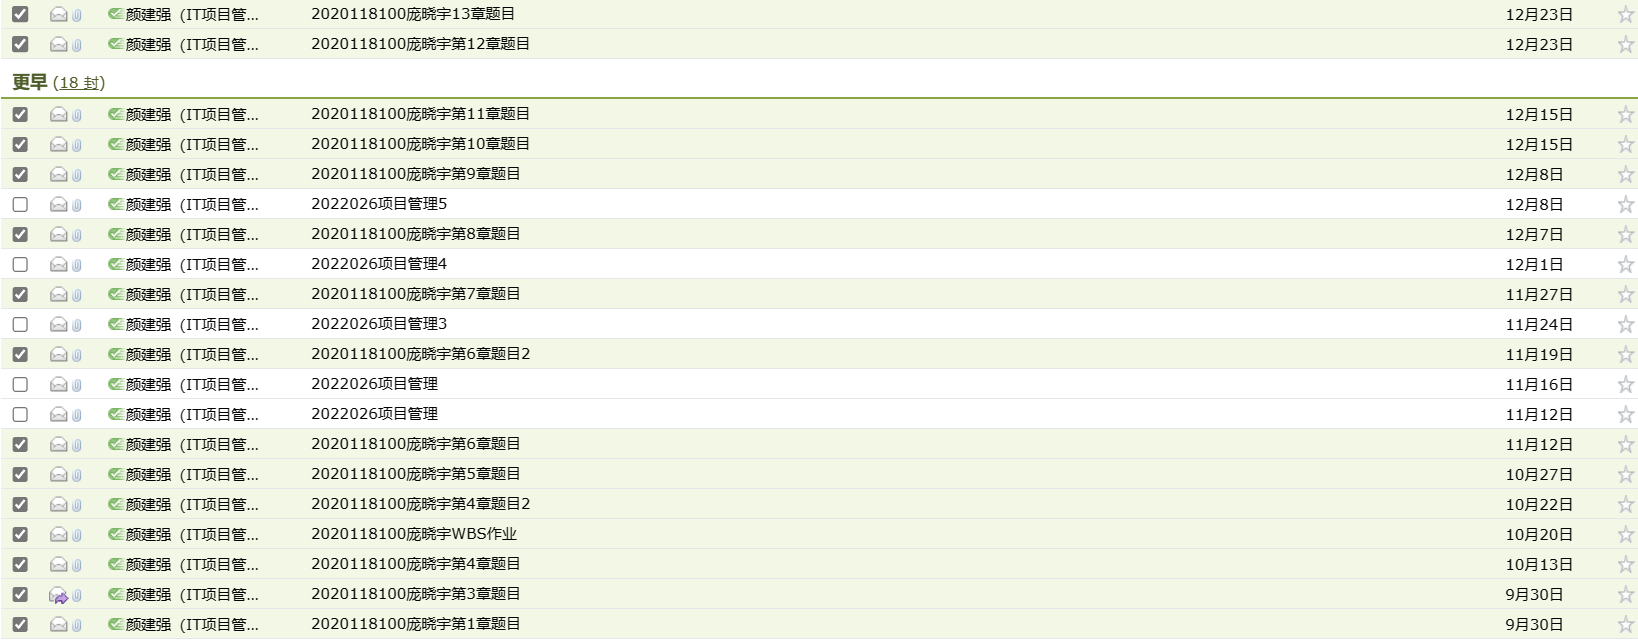 颜建强 (IT项目管... 2020118100庞晓宇13章题目 12月23日
颜建强 (IT项目管... 2020118100庞晓宇第12章题目 12月23日
更早 (18 封)
颜建强 (IT项目管... 2020118100庞晓宇第11章题目 12月15日
颜建强 (IT项目管... 2020118100庞晓宇第10章题目 12月15日
颜建强 (IT项目管... 2020118100庞晓宇第9章题目 12月8日
颜建强 (IT项目管... 2022026项目管理5 12月8日
颜建强 (IT项目管... 2020118100庞晓宇第8章题目 12月7日
颜建强 (IT项目管... 2022026项目管理4 12月1日
颜建强 (IT项目管... 2020118100庞晓宇第7章题目 11月27日
颜建强 (IT项目管... 2022026项目管理3 11月24日
颜建强 (IT项目管... 2020118100庞晓宇第6章题目2 11月19日
颜建强 (IT项目管... 2022026项目管理 11月16日
颜建强 (IT项目管... 2022026项目管理 11月12日
颜建强 (IT项目管... 2020118100庞晓宇第6章题目 11月12日
颜建强 (IT项目管... 2020118100庞晓宇第5章题目 10月27日
颜建强 (IT项目管... 2020118100庞晓宇第4章题目2 10月22日
颜建强 (IT项目管... 2020118100庞晓宇WBS作业 10月20日
颜建强 (IT项目管... 2020118100庞晓宇第4章题目 10月13日
颜建强 (IT项目管... 2020118100庞晓宇第3章题目 9月30日
颜建强 (IT项目管... 2020118100庞晓宇第1章题目 9月30日